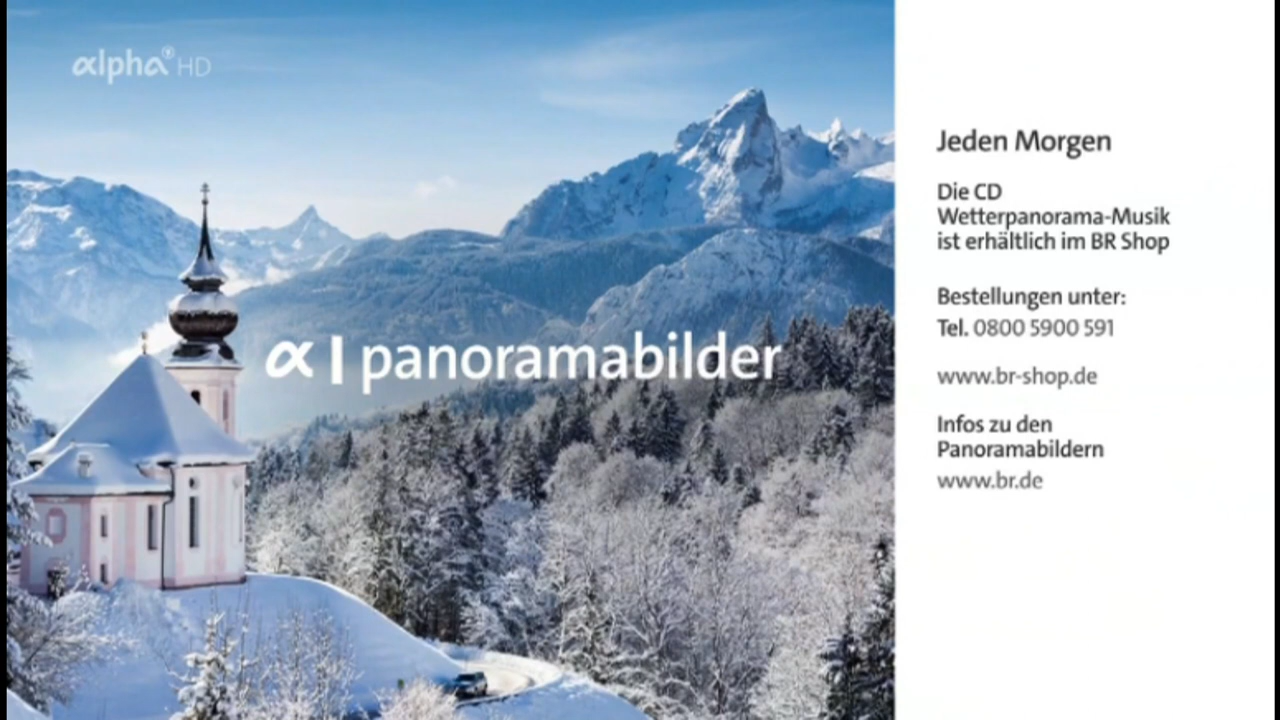 alpha HD
α | panoramabilder
Jeden Morgen
Die CD
Wetterpanorama-Musik
ist erhältlich im BR Shop
Bestellungen unter:
Tel. 0800 5900 591
www.br-shop.de
Infos zu den
Panoramabildern
www.br.de